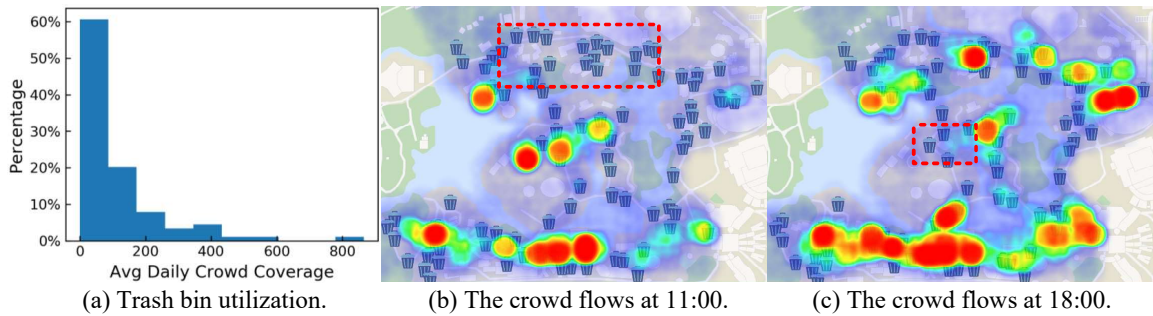 60%
50%
40%
30%
20%
10%
0%
Percentage
0 200 400 600 800
Avg Daily Crowd Coverage
(a) Trash bin utilization.
(b) The crowd flows at 11:00.
(c) The crowd flows at 18:00.